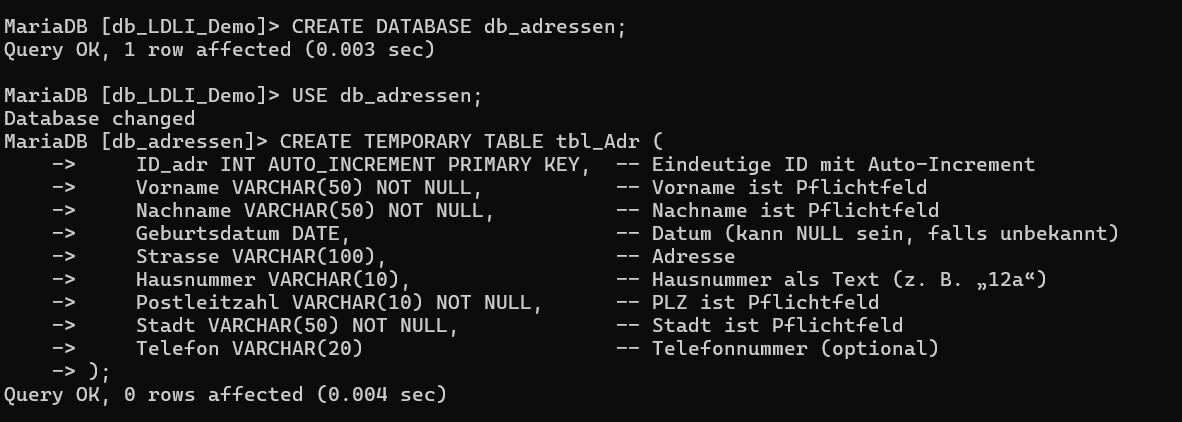 MariaDB [db_LDLI_Demo]> CREATE DATABASE db_adressen;
Query OK, 1 row affected (0.003 sec)

MariaDB [db_LDLI_Demo]> USE db_adressen;
Database changed
MariaDB [db_adressen]> CREATE TEMPORARY TABLE tbl_Adr (
    ->     ID_adr INT AUTO_INCREMENT PRIMARY KEY,  -- Eindeutige ID mit Auto-Increment
    ->     Vorname VARCHAR(50) NOT NULL,           -- Vorname ist Pflichtfeld
    ->     Nachname VARCHAR(50) NOT NULL,          -- Nachname ist Pflichtfeld
    ->     Geburtsdatum DATE,                      -- Datum (kann NULL sein, falls unbekannt)
    ->     Strasse VARCHAR(100),                   -- Adresse
    ->     Hausnummer VARCHAR(10),                 -- Hausnummer als Text (z. B. „12a“)
    ->     Postleitzahl VARCHAR(10) NOT NULL,      -- PLZ ist Pflichtfeld
    ->     Stadt VARCHAR(50) NOT NULL,             -- Stadt ist Pflichtfeld
    ->     Telefon VARCHAR(20)                     -- Telefonnummer (optional)
    -> );
Query OK, 0 rows affected (0.004 sec)